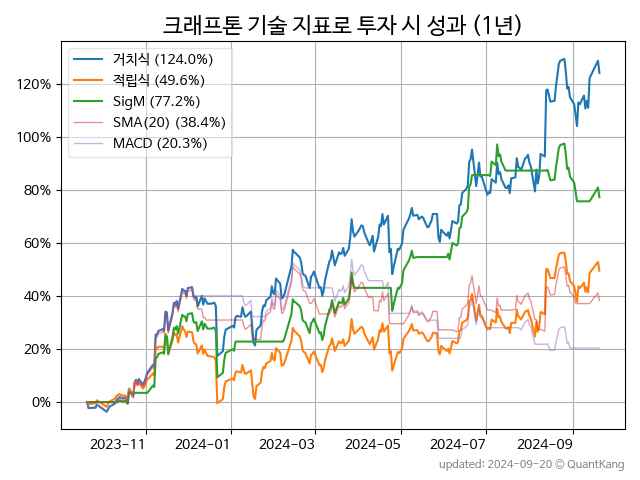 크래프톤 기술 지표로 투자 시 성과 (1년)
거치식 (124.0%)
적립식 (49.6%)
SigM (77.2%)
SMA(20) (38.4%)
MACD (20.3%)
120%
100%
80%
60%
40%
20%
0%
2023-11 2024-01 2024-03 2024-05 2024-07 2024-09
updated: 2024-09-20 © QuantKang